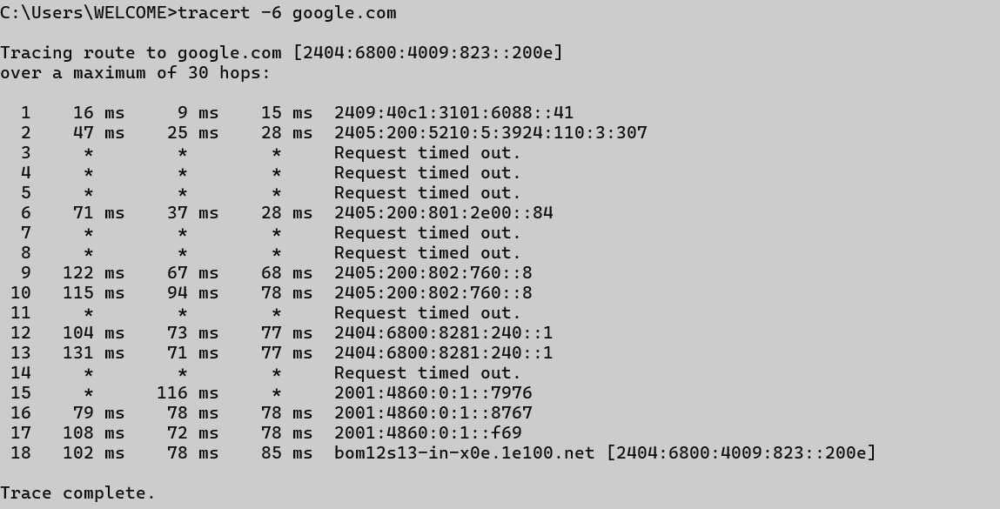 C:\Users\WELCOME>tracert -6 google.com
Tracing route to google.com [2404:6800:4009:823::200e]
over a maximum of 30 hops:
1 16 ms 9 ms 15 ms 2409:40c1:3101:6088::41
2 47 ms 25 ms 28 ms 2405:200:5210:5:3924:110:3:307
3 * * * Request timed out.
4 * * * Request timed out.
5 * * * Request timed out.
6 71 ms 37 ms 28 ms 2405:200:801:2e00::84
7 * * * Request timed out.
8 * * * Request timed out.
9 122 ms 67 ms 68 ms 2405:200:802:760::8
10 115 ms 94 ms 78 ms 2405:200:802:760::8
11 * * * Request timed out.
12 104 ms 73 ms 77 ms 2404:6800:8281:240::1
13 131 ms 71 ms 77 ms 2404:6800:8281:240::1
14 * * * Request timed out.
15 * 116 ms * 2001:4860:0:1::7976
16 79 ms 78 ms 78 ms 2001:4860:0:1::8767
17 108 ms 72 ms 78 ms 2001:4860:0:1::f69
18 102 ms 78 ms 85 ms bom12s13-in-x0e.1e100.net [2404:6800:4009:823::200e]
Trace complete.